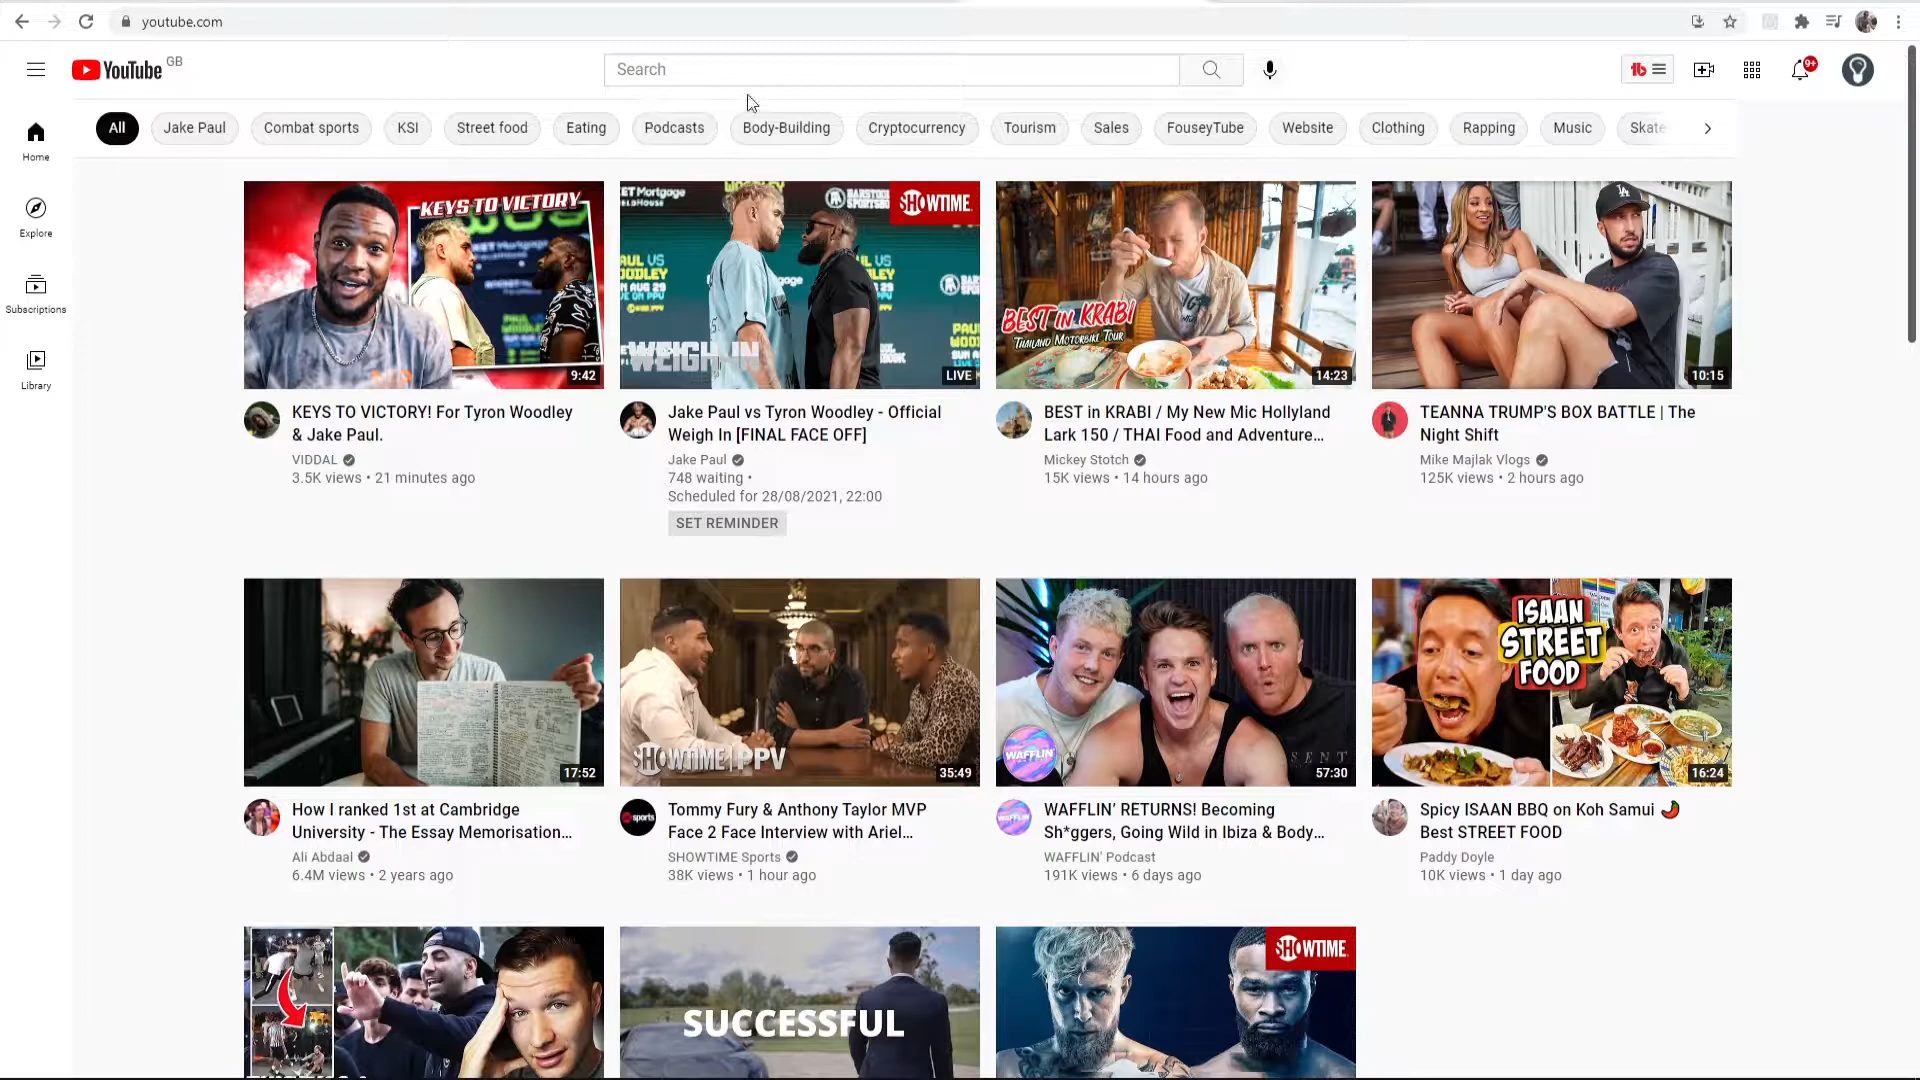 youtube.com
YouTube GB
Search
9+
All
Jake Paul
Combat sports
KSI
Street food
Eating
Podcasts
Body-Building
Cryptocurrency
Tourism
Sales
FouseyTube
Website
Clothing
Rapping
Music
Skate
Home
Explore
Subscriptions
Library
KEYS TO VICTORY
9:42
SHOWTIME
WEIGH IN
LIVE
BEST in KRABI
THAILAND MOTORBIKE TOUR
14:23
10:15
KEYS TO VICTORY! For Tyron Woodley
& Jake Paul.
VIDDAL
3.5K views • 21 minutes ago
Jake Paul vs Tyron Woodley - Official
Weigh In [FINAL FACE OFF]
Jake Paul
748 waiting •
Scheduled for 28/08/2021, 22:00
SET REMINDER
BEST in KRABI / My New Mic Hollyland
Lark 150 / THAI Food and Adventure…
Mickey Stotch
15K views • 14 hours ago
TEANNA TRUMP'S BOX BATTLE | The
Night Shift
Mike Majlak Vlogs
125K views • 2 hours ago
17:52
SHOWTIME PPV
35:49
WAFFLIN'
57:30
ISAAN
STREET
FOOD
16:24
How I ranked 1st at Cambridge
University - The Essay Memorisation…
Ali Abdaal
6.4M views • 2 years ago
sports
Tommy Fury & Anthony Taylor MVP
Face 2 Face Interview with Ariel…
SHOWTIME Sports
38K views • 1 hour ago
WAFFLIN’ RETURNS! Becoming
Sh*ggers, Going Wild in Ibiza & Body…
WAFFLIN' Podcast
191K views • 6 days ago
Spicy ISAAN BBQ on Koh Samui 🌶
Best STREET FOOD
Paddy Doyle
10K views • 1 day ago
SUCCESSFUL
SHOWTIME